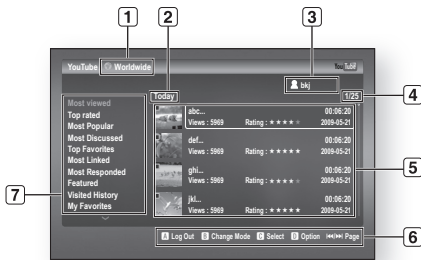 1
2
3
YouTube Worldwide
YouTube
bkj
Today
1/25
4
Most viewed
Top rated
Most Popular
Most Discussed
Top Favorites
Most Linked
Most Responded
Featured
Visited History
My Favorites
7
abc... 00:06:20
Views : 5969 Rating : ★ ★ ★ ★ ★ 2009-05-21
def... 00:06:20
Views : 5969 Rating : ★ ★ ★ ★ ★ 2009-05-21
ghi... 00:06:20
Views : 5969 Rating : ★ ★ ★ ★ ★ 2009-05-21
jkl... 00:06:20
Views : 5969 Rating : ★ ★ ★ ★ ★ 2009-05-21
5
A Log Out B Change Mode C Select D Option ⏮/⏭ Page
6